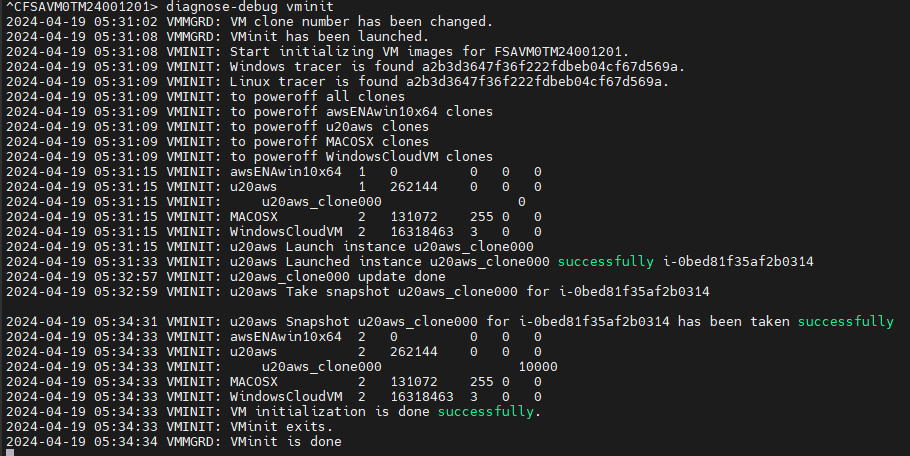 ^CFSAVM0TM24001201> diagnose-debug vminit
2024-04-19 05:31:02 VMMGRD: VM clone number has been changed.
2024-04-19 05:31:08 VMMGRD: VMinit has been launched.
2024-04-19 05:31:08 VMINIT: Start initializing VM images for FSAVM0TM24001201.
2024-04-19 05:31:09 VMINIT: Windows tracer is found a2b3d3647f36f222fdbeb04cf67d569a.
2024-04-19 05:31:09 VMINIT: Linux tracer is found a2b3d3647f36f222fdbeb04cf67d569a.
2024-04-19 05:31:09 VMINIT: to poweroff all clones
2024-04-19 05:31:09 VMINIT: to poweroff awsENAwin10x64 clones
2024-04-19 05:31:09 VMINIT: to poweroff u20aws clones
2024-04-19 05:31:09 VMINIT: to poweroff MACOSX clones
2024-04-19 05:31:09 VMINIT: to poweroff WindowsCloudVM clones
2024-04-19 05:31:15 VMINIT: awsENAwin10x64  1   0         0   0   0
2024-04-19 05:31:15 VMINIT: u20aws          1   262144    0   0   0
2024-04-19 05:31:15 VMINIT:     u20aws_clone000                 0
2024-04-19 05:31:15 VMINIT: MACOSX          2   131072    255 0   0
2024-04-19 05:31:15 VMINIT: WindowsCloudVM  2   16318463  3   0   0
2024-04-19 05:31:15 VMINIT: u20aws Launch instance u20aws_clone000
2024-04-19 05:31:33 VMINIT: u20aws Launched instance u20aws_clone000 successfully i-0bed81f35af2b0314
2024-04-19 05:32:57 VMINIT: u20aws_clone000 update done
2024-04-19 05:32:59 VMINIT: u20aws Take snapshot u20aws_clone000 for i-0bed81f35af2b0314
2024-04-19 05:34:31 VMINIT: u20aws Snapshot u20aws_clone000 for i-0bed81f35af2b0314 has been taken successfully
2024-04-19 05:34:33 VMINIT: awsENAwin10x64  2   0         0   0   0
2024-04-19 05:34:33 VMINIT: u20aws          2   262144    0   0   0
2024-04-19 05:34:33 VMINIT:     u20aws_clone000                 10000
2024-04-19 05:34:33 VMINIT: MACOSX          2   131072    255 0   0
2024-04-19 05:34:33 VMINIT: WindowsCloudVM  2   16318463  3   0   0
2024-04-19 05:34:33 VMINIT: VM initialization is done successfully.
2024-04-19 05:34:33 VMINIT: VMinit exits.
2024-04-19 05:34:34 VMMGRD: VMinit is done